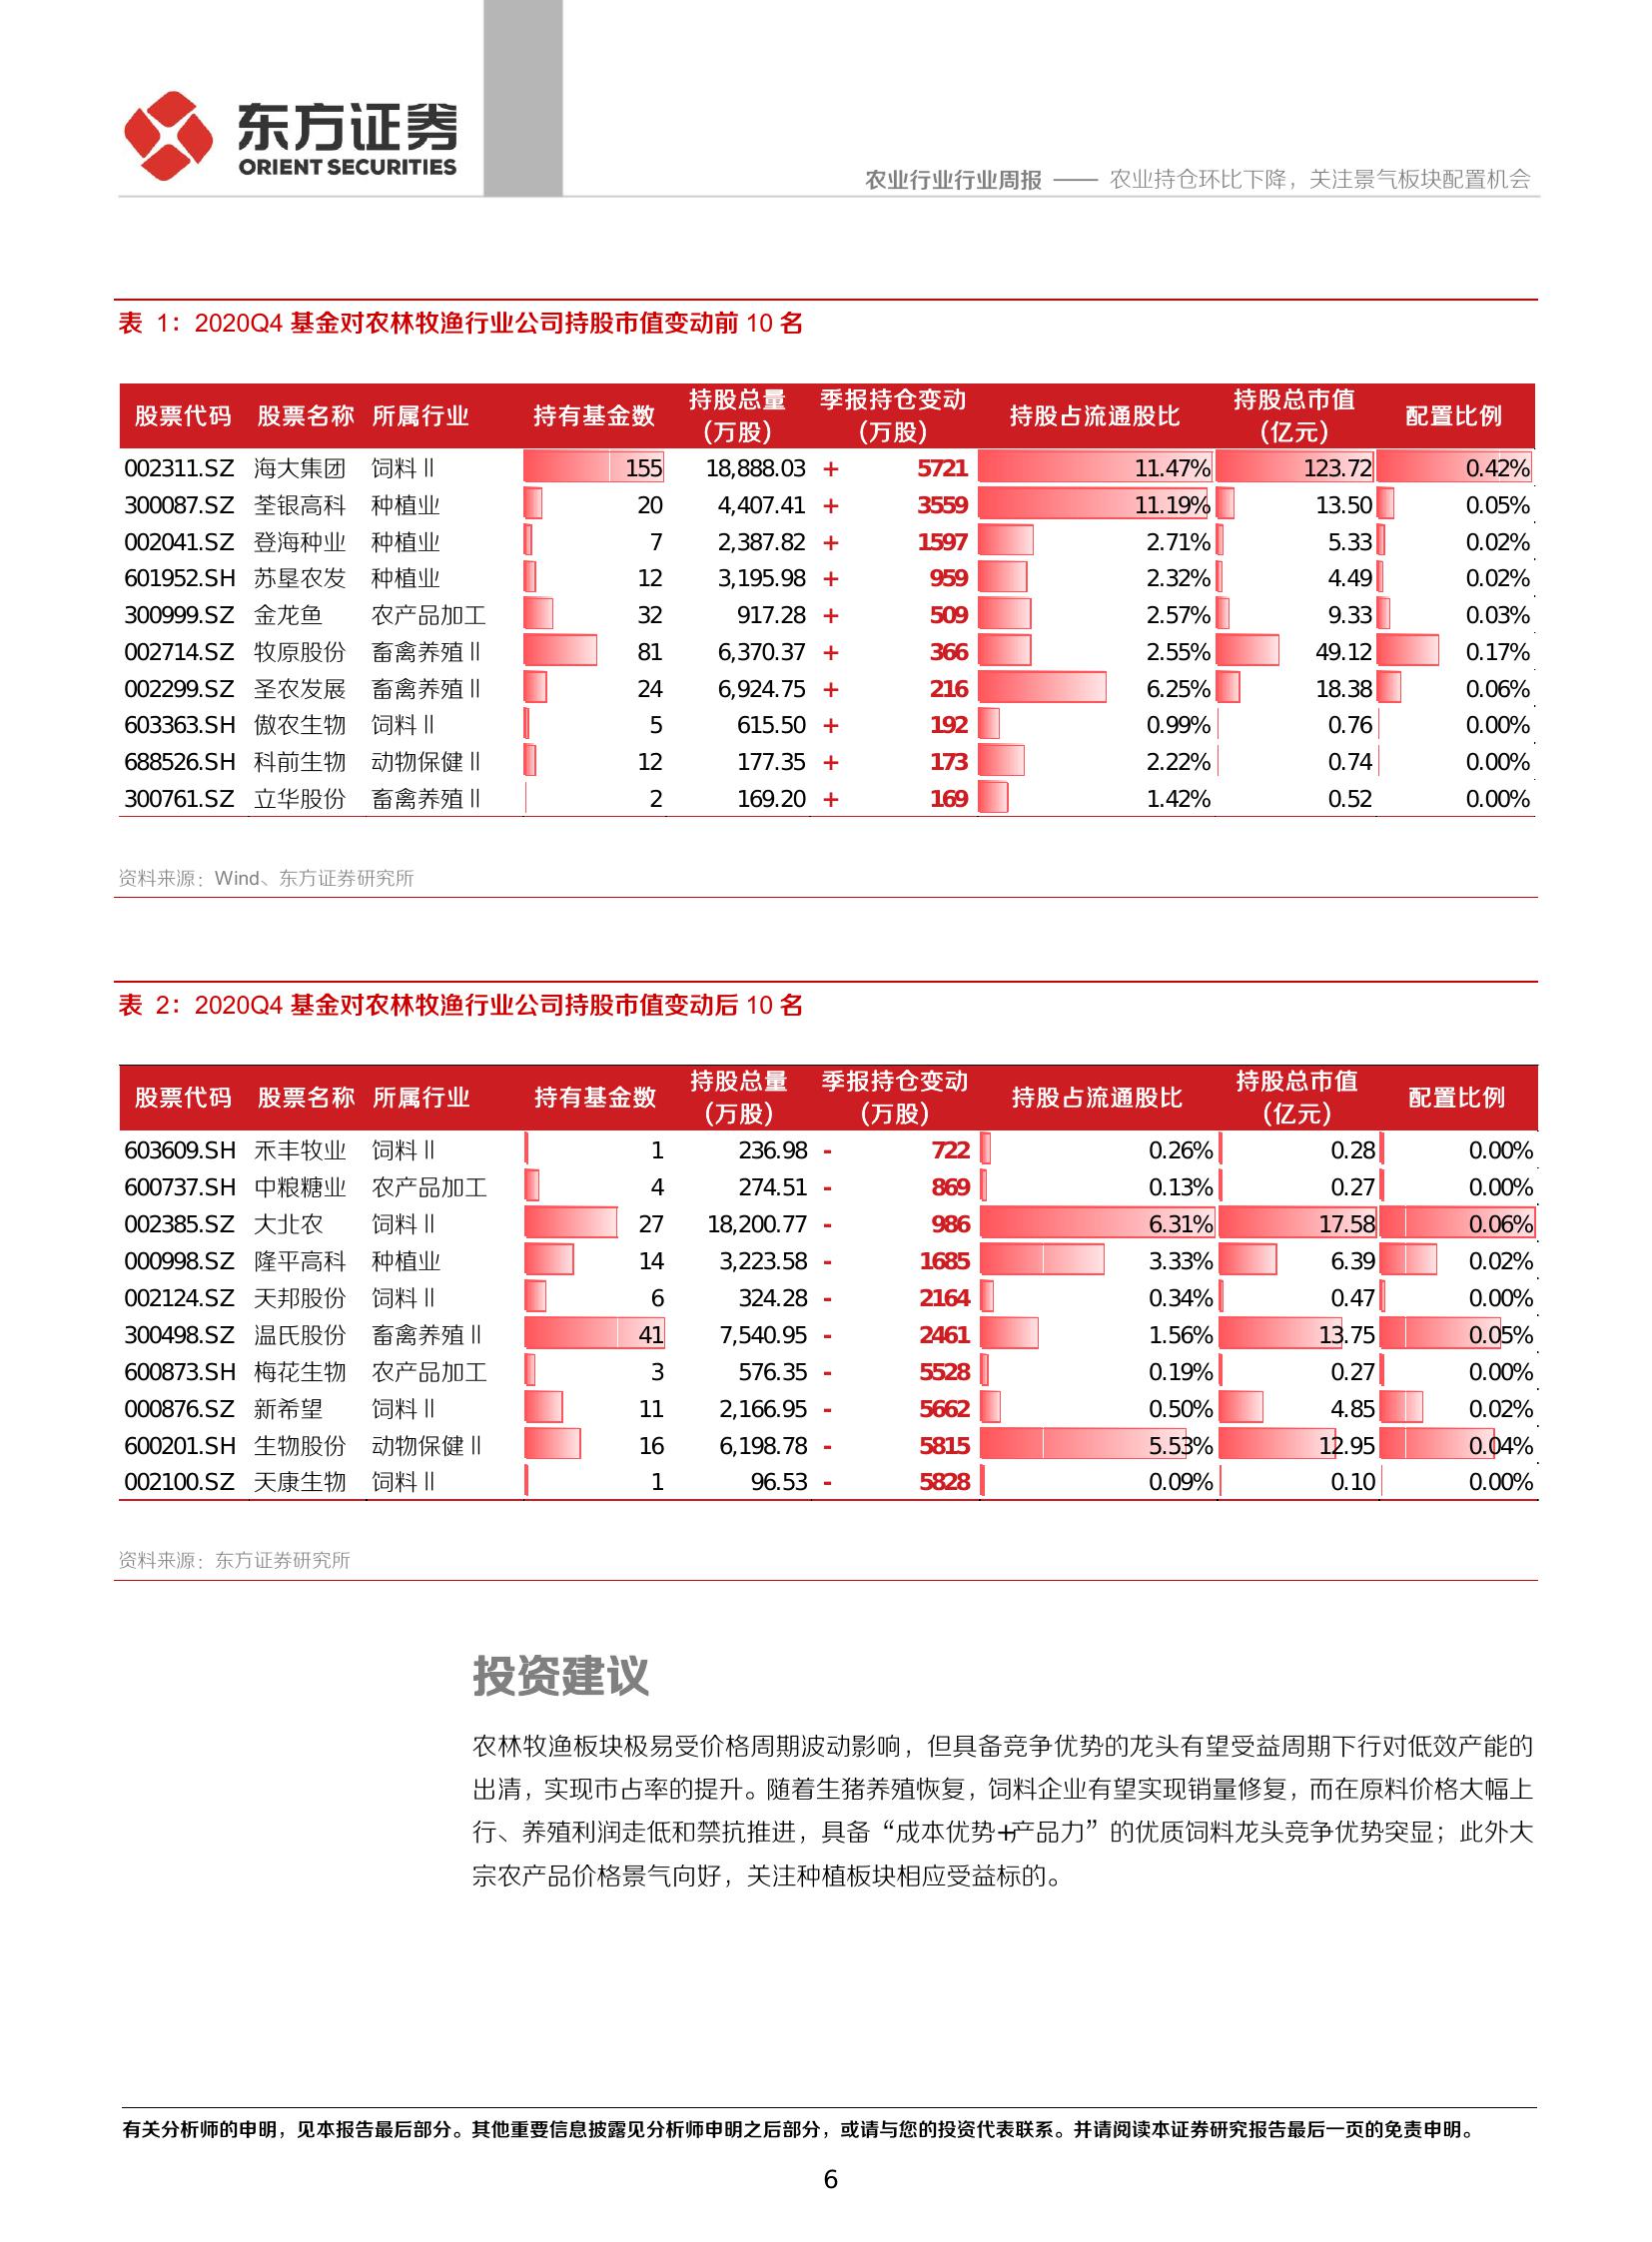 东方证券
ORIENT SECURITIES
农业行业行业周报 —— 农业持仓环比下降，关注景气板块配置机会
表 1：2020Q4 基金对农林牧渔行业公司持股市值变动前 10 名
股票代码 股票名称 所属行业 持有基金数 持股总量（万股） 季报持仓变动（万股） 持股占流通股比 持股总市值（亿元） 配置比例
002311.SZ 海大集团 饲料Ⅱ 155 18,888.03 + 5721 11.47% 123.72 0.42%
300087.SZ 荃银高科 种植业 20 4,407.41 + 3559 11.19% 13.50 0.05%
002041.SZ 登海种业 种植业 7 2,387.82 + 1597 2.71% 5.33 0.02%
601952.SH 苏垦农发 种植业 12 3,195.98 + 959 2.32% 4.49 0.02%
300999.SZ 金龙鱼 农产品加工 32 917.28 + 509 2.57% 9.33 0.03%
002714.SZ 牧原股份 畜禽养殖Ⅱ 81 6,370.37 + 366 2.55% 49.12 0.17%
002299.SZ 圣农发展 畜禽养殖Ⅱ 24 6,924.75 + 216 6.25% 18.38 0.06%
603363.SH 傲农生物 饲料Ⅱ 5 615.50 + 192 0.99% 0.76 0.00%
688526.SH 科前生物 动物保健Ⅱ 12 177.35 + 173 2.22% 0.74 0.00%
300761.SZ 立华股份 畜禽养殖Ⅱ 2 169.20 + 169 1.42% 0.52 0.00%
资料来源：Wind、东方证券研究所
表 2：2020Q4 基金对农林牧渔行业公司持股市值变动后 10 名
股票代码 股票名称 所属行业 持有基金数 持股总量（万股） 季报持仓变动（万股） 持股占流通股比 持股总市值（亿元） 配置比例
603609.SH 禾丰牧业 饲料Ⅱ 1 236.98 - 722 0.26% 0.28 0.00%
600737.SH 中粮糖业 农产品加工 4 274.51 - 869 0.13% 0.27 0.00%
002385.SZ 大北农 饲料Ⅱ 27 18,200.77 - 986 6.31% 17.58 0.06%
000998.SZ 隆平高科 种植业 14 3,223.58 - 1685 3.33% 6.39 0.02%
002124.SZ 天邦股份 饲料Ⅱ 6 324.28 - 2164 0.34% 0.47 0.00%
300498.SZ 温氏股份 畜禽养殖Ⅱ 41 7,540.95 - 2461 1.56% 13.75 0.05%
600873.SH 梅花生物 农产品加工 3 576.35 - 5528 0.19% 0.27 0.00%
000876.SZ 新希望 饲料Ⅱ 11 2,166.95 - 5662 0.50% 4.85 0.02%
600201.SH 生物股份 动物保健Ⅱ 16 6,198.78 - 5815 5.53% 12.95 0.04%
002100.SZ 天康生物 饲料Ⅱ 1 96.53 - 5828 0.09% 0.10 0.00%
资料来源：东方证券研究所
投资建议
农林牧渔板块极易受价格周期波动影响，但具备竞争优势的龙头有望受益周期下行对低效产能的
出清，实现市占率的提升。随着生猪养殖恢复，饲料企业有望实现销量修复，而在原料价格大幅上
行、养殖利润走低和禁抗推进，具备“成本优势+产品力”的优质饲料龙头竞争优势突显；此外大
宗农产品价格景气向好，关注种植板块相应受益标的。
有关分析师的申明，见本报告最后部分。其他重要信息披露见分析师申明之后部分，或请与您的投资代表联系。并请阅读本证券研究报告最后一页的免责申明。
6